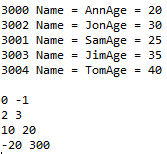 3000 Name = AnnAge = 20
3002 Name = JonAge = 30
3001 Name = SamAge = 25
3003 Name = JimAge = 35
3004 Name = TomAge = 40
0 -1
2 3
10 20
-20 300